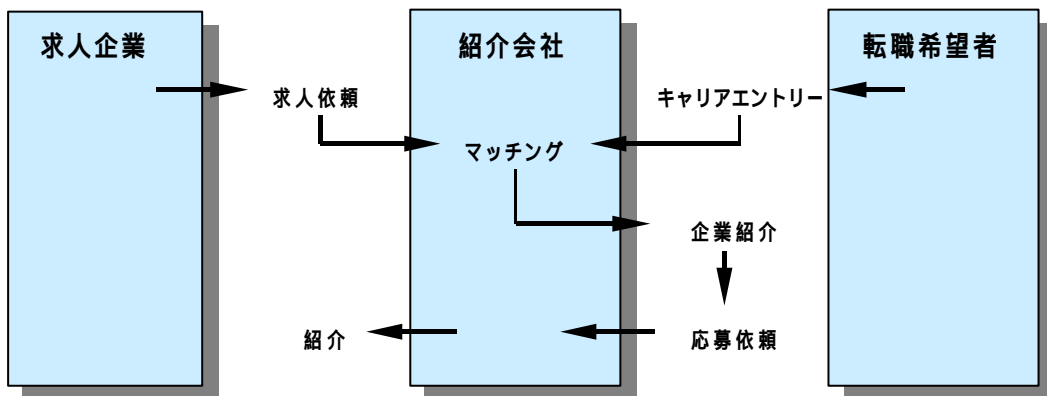 求人企業
紹介会社
転職希望者
求人依頼
キャリアエントリー
マッチング
企業紹介
紹介
応募依頼